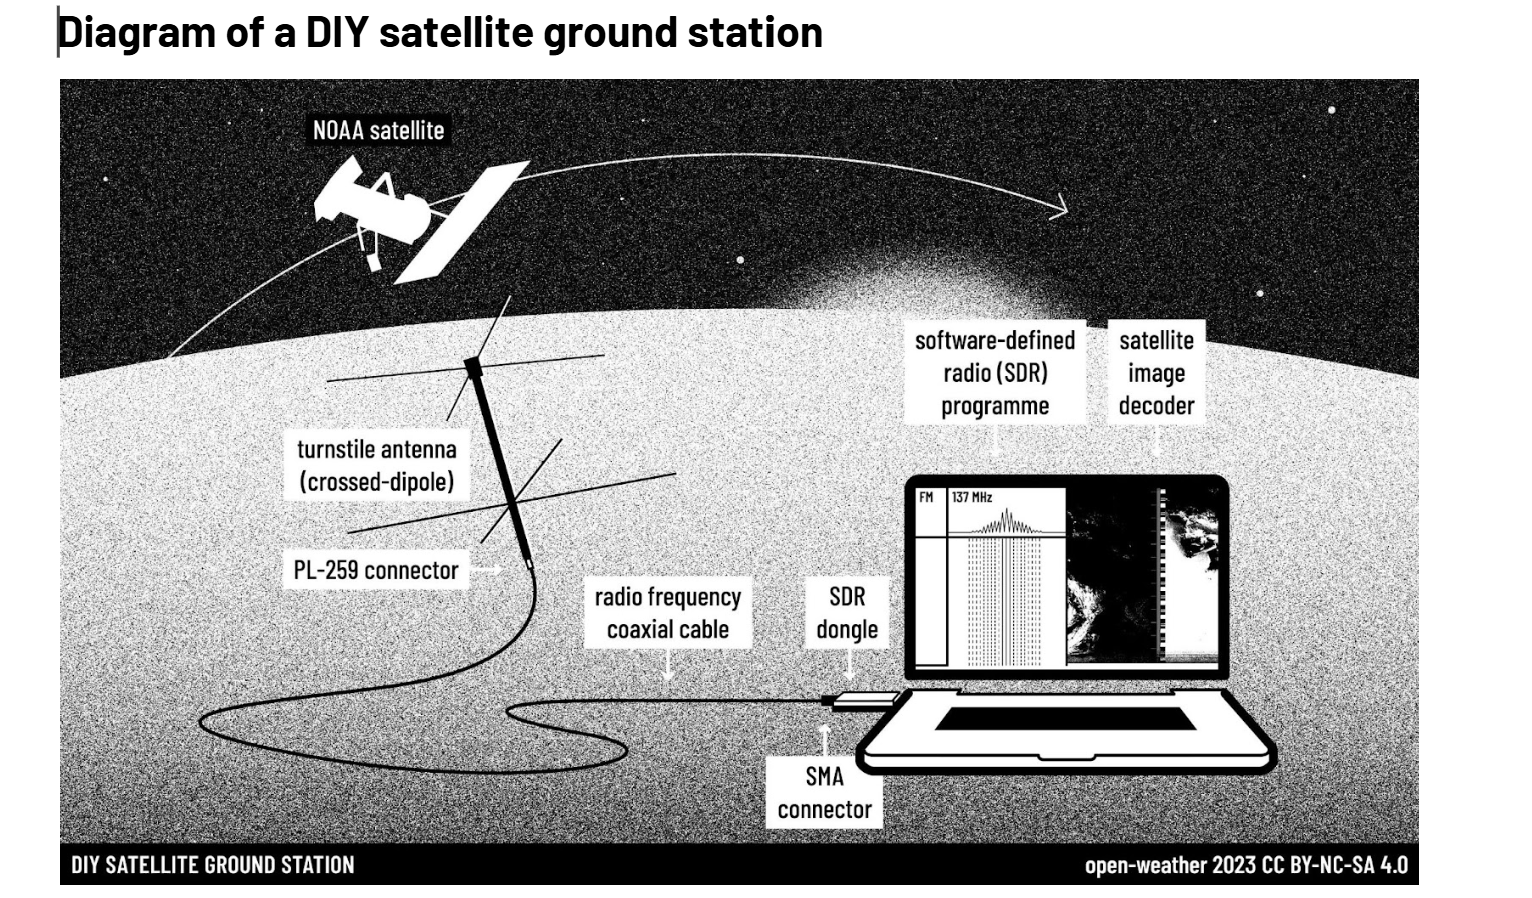 Diagram of a DIY satellite ground station
NOAA satellite
software-defined
radio (SDR)
programme
satellite
image
decoder
turnstile antenna
(crossed-dipole)
FM
137 MHz
PL-259 connector
radio frequency
coaxial cable
SDR
dongle
SMA
connector
DIY SATELLITE GROUND STATION
open-weather 2023 CC BY-NC-SA 4.0